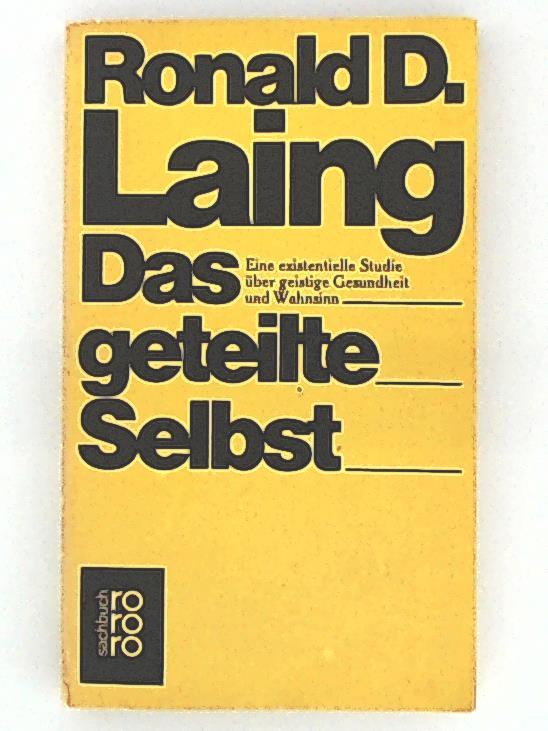 Ronald D.
Laing
Das
Eine existentielle Studie
über geistige Gesundheit
und Wahnsinn
geteilte
Selbst
sachbuch
ro
ro
ro